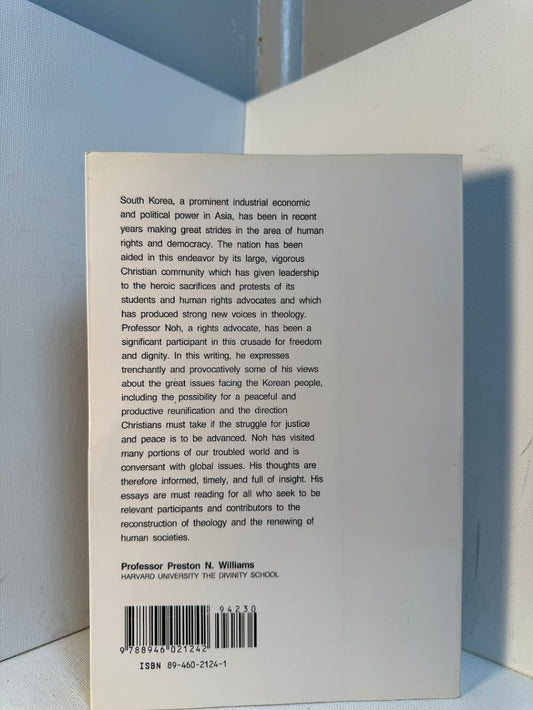 South Korea, a prominent industrial economic
and political power in Asia, has been in recent
years making great strides in the area of human
rights and democracy. The nation has been
aided in this endeavor by its large, vigorous
Christian community which has given leadership
to the heroic sacrifices and protests of its
students and human rights advocates and which
has produced strong new voices in theology.
Professor Noh, a rights advocate, has been a
significant participant in this crusade for freedom
and dignity. In this writing, he expresses
trenchantly and provocatively some of his views
about the great issues facing the Korean people,
including the possibility for a peaceful and
productive reunification and the direction
Christians must take if the struggle for justice
and peace is to be advanced. Noh has visited
many portions of our troubled world and is
conversant with global issues. His thoughts are
therefore informed, timely, and full of insight. His
essays are must reading for all who seek to be
relevant participants and contributors to the
reconstruction of theology and the renewing of
human societies.
Professor Preston N. Williams
HARVARD UNIVERSITY THE DIVINITY SCHOOL
94230
9 788946 021242
ISBN 89-460-2124-1